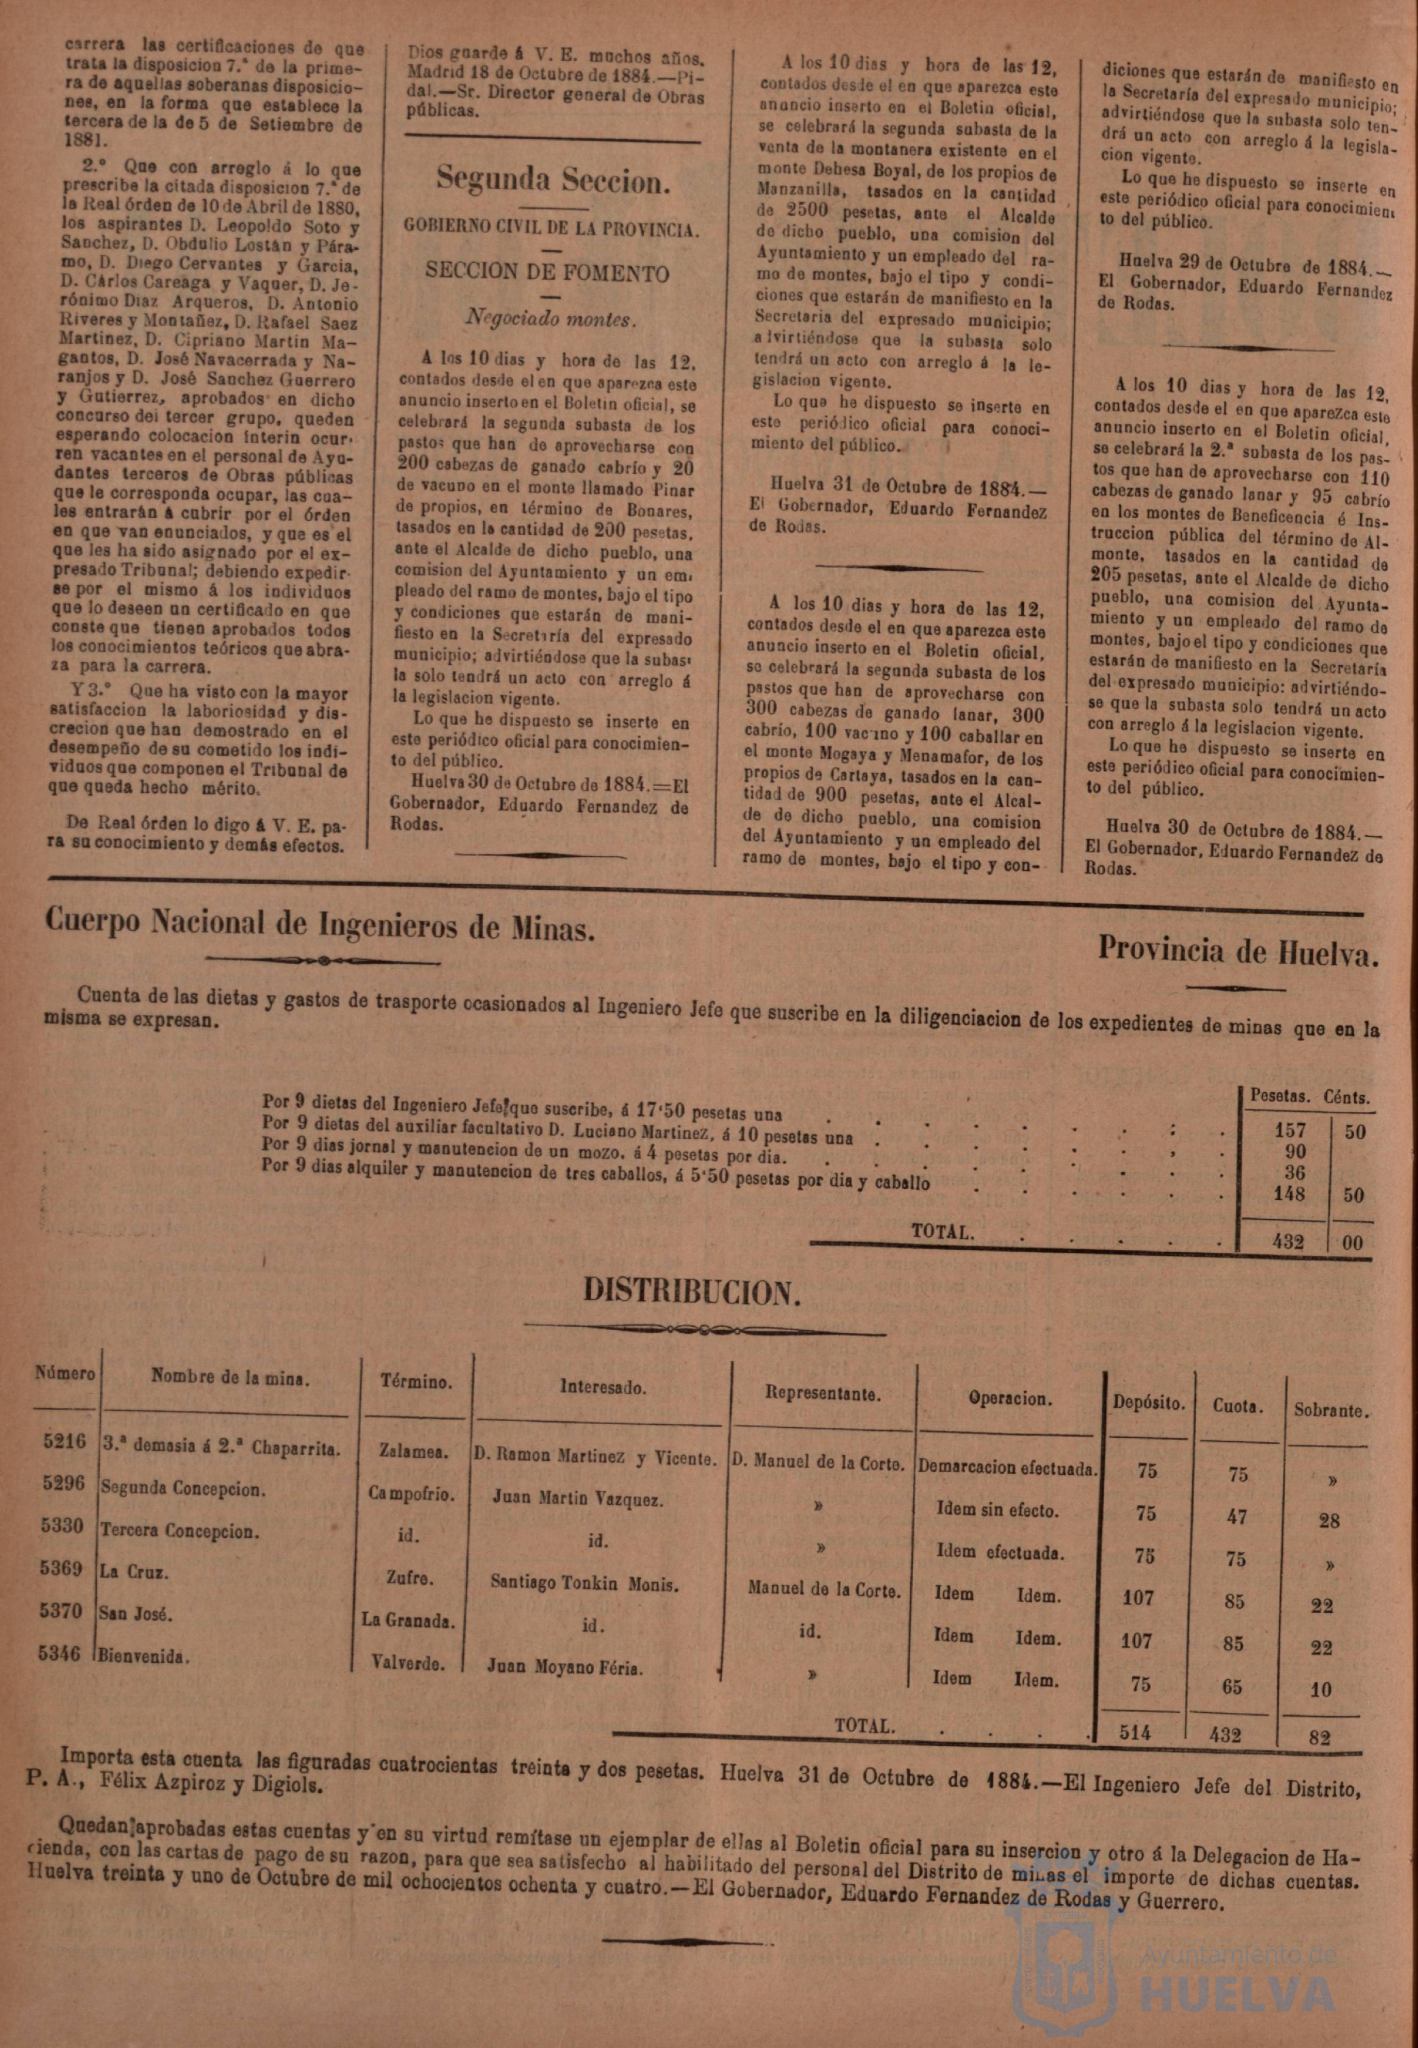 carrera las certificaciones de que
trata la disposicion 7.ª de la prime-
ra de aquellas soberanas disposicio-
nes, en la forma que establece la
tercera de la de 5 de Setiembre de
1881.
2.º Que con arreglo á lo que
prescribe la citada disposicion 7.ª de
la Real órden de 10 de Abril de 1880,
los aspirantes D. Leopoldo Soto y
Sanchez, D. Obdulio Lostán y Pára-
mo, D. Diego Cervantes y Garcia,
D. Cárlos Careaga y Vaquer, D. Je-
rónimo Diaz Arqueros, D. Antonio
Riveres y Montañez, D. Rafael Saez
Martinez, D. Cipriano Martin Ma-
gantos, D. José Navacerrada y Na-
ranjos y D. José Sanchez Guerrero
y Gutierrez, aprobados en dicho
concurso del tercer grupo, queden
esperando colocacion ínterin ocur-
ren vacantes en el personal de Ayu-
dantes terceros de Obras públicas
que le corresponda ocupar, las cua-
les entrarán á cubrir por el órden
en que van enunciados, y que es el
que les ha sido asignado por el ex-
presado Tribunal; debiendo expedir-
se por el mismo á los individuos
que lo deseen un certificado en que
conste que tienen aprobados todos
los conocimientos teóricos que abra-
za para la carrera.
Y 3.º Que ha visto con la mayor
satisfaccion la laboriosidad y dis-
crecion que han demostrado en el
desempeño de su cometido los indi-
viduos que componen el Tribunal de
que queda hecho mérito.
De Real órden lo digo á V. E. pa-
ra su conocimiento y demás efectos.
Dios guarde á V. E. muchos años.
Madrid 18 de Octubre de 1884.—Pi-
dal.—Sr. Director general de Obras
públicas.
Segunda Seccion.
GOBIERNO CIVIL DE LA PROVINCIA.
SECCION DE FOMENTO
Negociado montes.
A los 10 dias y hora de las 12,
contados desde el en que aparezca este
anuncio inserto en el Boletin oficial, se
celebrará la segunda subasta de los
pastos que han de aprovecharse con
200 cabezas de ganado cabrío y 20
de vacuno en el monte llamado Pinar
de propios, en término de Bonares,
tasados en la cantidad de 200 pesetas,
ante el Alcalde de dicho pueblo, una
comision del Ayuntamiento y un em-
pleado del ramo de montes, bajo el tipo
y condiciones que estarán de mani-
fiesto en la Secretaría del expresado
municipio; advirtiéndose que la subas-
la solo tendrá un acto con arreglo á
la legislacion vigente.
Lo que he dispuesto se inserte en
este periódico oficial para conocimien-
to del público.
Huelva 30 de Octubre de 1884.—El
Gobernador, Eduardo Fernandez de
Rodas.
A los 10 dias y hora de las 12,
contados desde el en que aparezca este
anuncio inserto en el Boletin oficial,
se celebrará la segunda subasta de la
venta de la montanera existente en el
monte Dehesa Boyal, de los propios de
Manzanilla, tasados en la cantidad
de 2500 pesetas, ante el Alcalde
de dicho pueblo, una comision del
Ayuntamiento y un empleado del ra-
mo de montes, bajo el tipo y condi-
ciones que estarán de manifiesto en la
Secretaria del expresado municipio;
a lvirtiéndose que la subasta solo
tendrá un acto con arreglo á la le-
gislacion vigente.
Lo que he dispuesto se inserte en
este periódico oficial para conoci-
miento del público.
Huelva 31 de Octubre de 1884.—
El Gobernador, Eduardo Fernandez
de Rodas.
A los 10 dias y hora de las 12,
contados desde el en que aparezca este
anuncio inserto en el Boletin oficial,
se celebrará la segunda subasta de los
pastos que han de aprovecharse con
300 cabezas de ganado lanar, 300
cabrío, 100 vacuno y 100 caballar en
el monte Mogaya y Menamafor, de los
propios de Cartaya, tasados en la can-
tidad de 900 pesetas, ante el Alcal-
de de dicho pueblo, una comision
del Ayuntamiento y un empleado del
ramo de montes, bajo el tipo y con-
diciones que estarán de manifiesto en
la Secretaría del expresado municipio;
advirtiéndose que la subasta solo ten-
drá un acto con arreglo á la legisla-
cion vigente.
Lo que he dispuesto se inserte en
este periódico oficial para conocimien
to del público.
Huelva 29 de Octubre de 1884.—
El Gobernador, Eduardo Fernandez
de Rodas.
A los 10 dias y hora de las 12,
contados desde el en que aparezca este
anuncio inserto en el Boletin oficial,
se celebrará la 2.ª subasta de los pas-
tos que han de aprovecharse con 110
cabezas de ganado lanar y 95 cabrío
en los montes de Beneficencia é Ins-
truccion pública del término de Al-
monte, tasados en la cantidad de
205 pesetas, ante el Alcalde de dicho
pueblo, una comision del Ayunta-
miento y un empleado del ramo de
montes, bajo el tipo y condiciones que
estarán de manifiesto en la Secretaría
del expresado municipio: advirtiéndo-
se que la subasta solo tendrá un acto
con arreglo á la legislacion vigente.
Lo que he dispuesto se inserte en
este periódico oficial para conocimien-
to del público.
Huelva 30 de Octubre de 1884.—
El Gobernador, Eduardo Fernandez de
Rodas.
Cuerpo Nacional de Ingenieros de Minas.
Provincia de Huelva.
Cuenta de las dietas y gastos de trasporte ocasionados al Ingeniero Jefe que suscribe en la diligenciacion de los expedientes de minas que en la
misma se expresan.
Pesetas. Cénts.
Por 9 dietas del Ingeniero Jefe que suscribe, á 17'50 pesetas una 157 50
Por 9 dietas del auxiliar facultativo D. Luciano Martinez, á 10 pesetas una 90
Por 9 dias jornal y manutencion de un mozo, á 4 pesetas por dia. 36
Por 9 dias alquiler y manutencion de tres caballos, á 5'50 pesetas por dia y caballo 148 50
TOTAL. 432 00
DISTRIBUCION.
Número Nombre de la mina. Término. Interesado. Representante. Operacion. Depósito. Cuota. Sobrante.
5216 3.ª demasia á 2.ª Chaparrita. Zalamea. D. Ramon Martinez y Vicente. D. Manuel de la Corte. Demarcacion efectuada. 75 75 »
5296 Segunda Concepcion. Campofrio. Juan Martin Vazquez. » Idem sin efecto. 75 47 28
5330 Tercera Concepcion. id. id. » Idem efectuada. 75 75 »
5369 La Cruz. Zufre. Santiago Tonkin Monis. Manuel de la Corte. Idem Idem. 107 85 22
5370 San José. La Granada. id. id. Idem Idem. 107 85 22
5346 Bienvenida. Valverde. Juan Moyano Féria. » Idem Idem. 75 65 10
TOTAL. 514 432 82
Importa esta cuenta las figuradas cuatrocientas treinta y dos pesetas. Huelva 31 de Octubre de 1884.—El Ingeniero Jefe del Distrito,
P. A., Félix Azpiroz y Digiols.
Quedan aprobadas estas cuentas y en su virtud remítase un ejemplar de ellas al Boletin oficial para su insercion y otro á la Delegacion de Ha-
cienda, con las cartas de pago de su razon, para que sea satisfecho al habilitado del personal del Distrito de minas el importe de dichas cuentas.
Huelva treinta y uno de Octubre de mil ochocientos ochenta y cuatro.—El Gobernador, Eduardo Fernandez de Rodas y Guerrero.
Ayuntamiento de
HUELVA